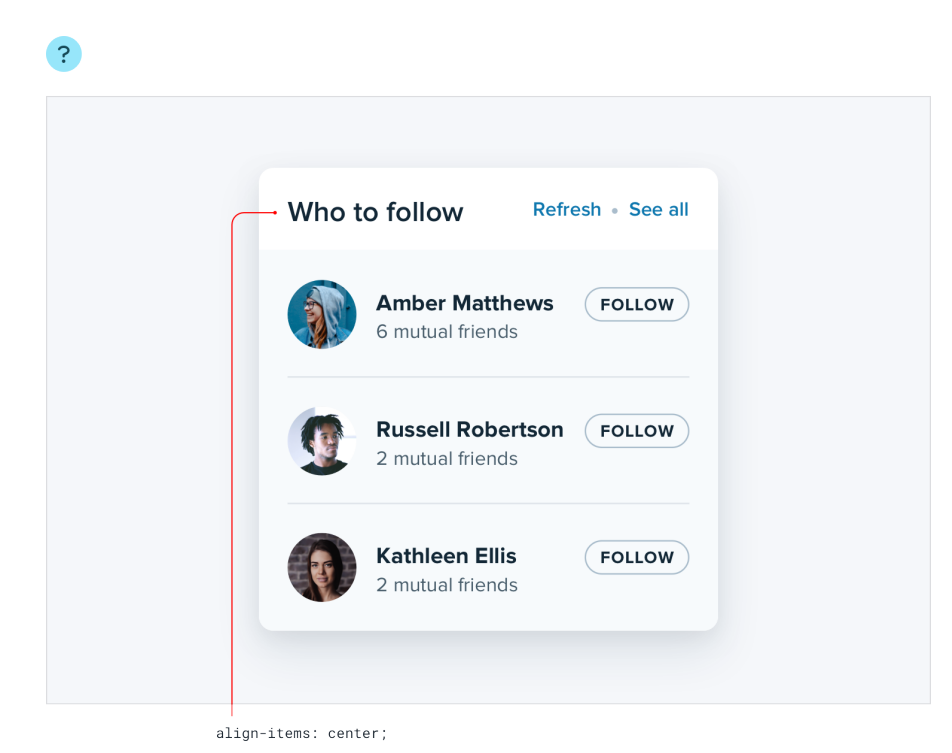 ?
Who to follow Refresh • See all
Amber Matthews FOLLOW
6 mutual friends
Russell Robertson FOLLOW
2 mutual friends
Kathleen Ellis FOLLOW
2 mutual friends
align-items: center;